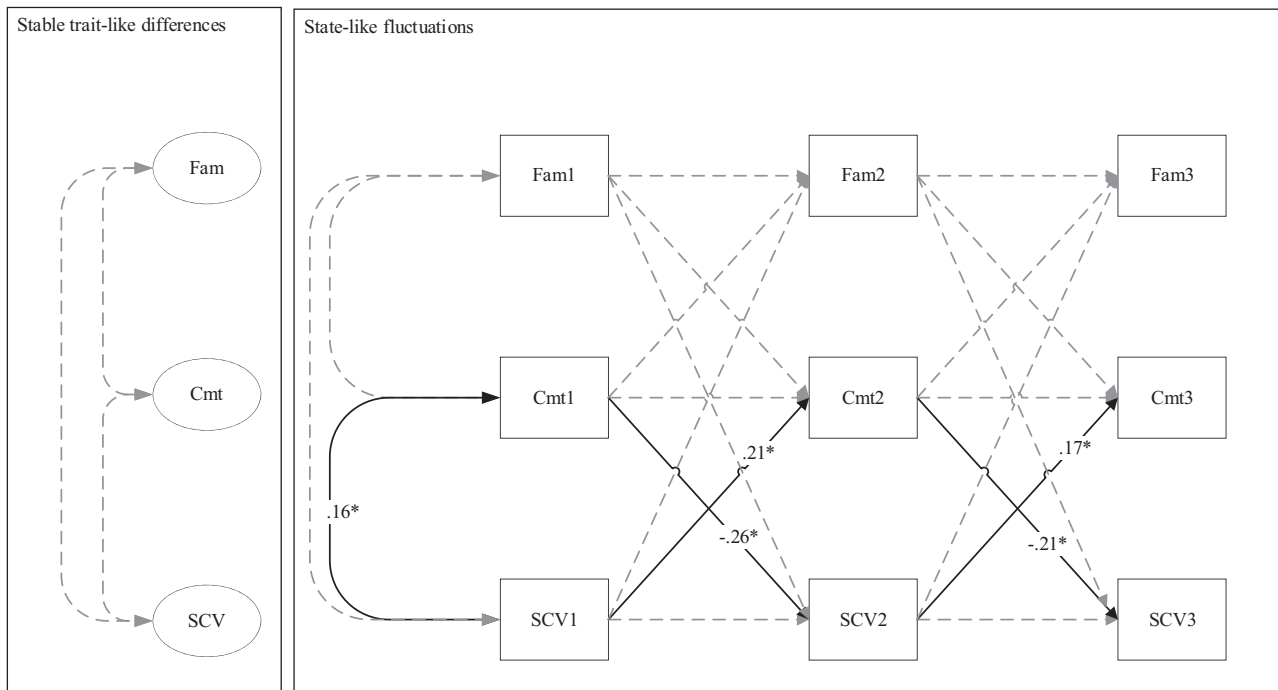 Stable trait-like differences
State-like fluctuations
Fam
Fam1
Fam2
Fam3
Cmt
Cmt1
Cmt2
Cmt3
.21*
.17*
.16*
-.26*
-.21*
SCV
SCV1
SCV2
SCV3